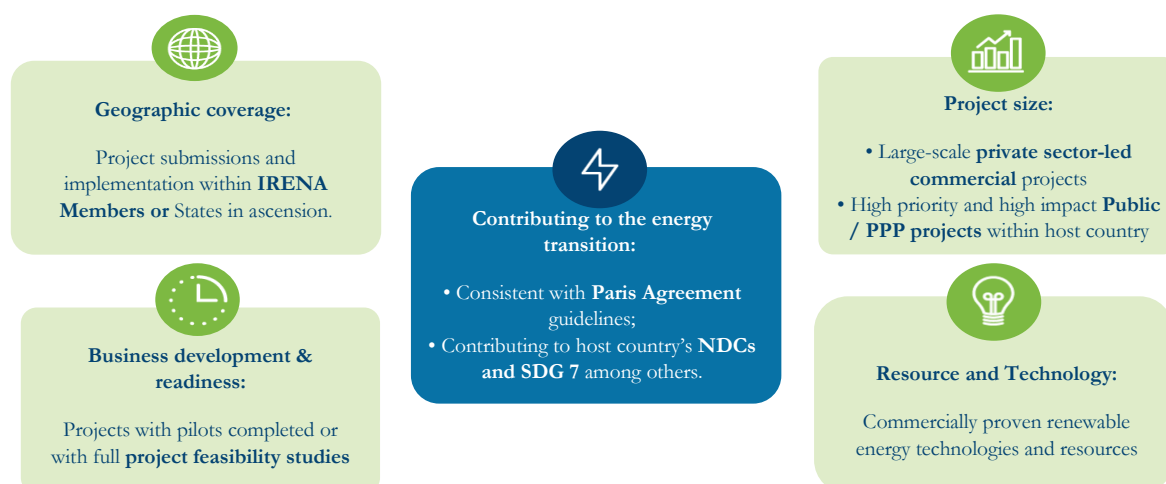 Geographic coverage:
Project submissions and
implementation within IRENA
Members or States in ascension.
Business development &
readiness:
Projects with pilots completed or
with full project feasibility studies
Contributing to the energy
transition:
• Consistent with Paris Agreement
guidelines;
• Contributing to host country's NDCs
and SDG 7 among others.
Project size:
• Large-scale private sector-led
commercial projects
• High priority and high impact Public
/ PPP projects within host country
Resource and Technology:
Commercially proven renewable
energy technologies and resources